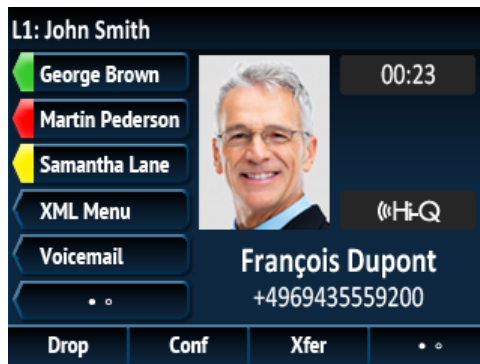 L1: John Smith
George Brown
00:23
Martin Pederson
Samantha Lane
XML Menu
Hi-Q
Voicemail
François Dupont
+4969435559200
Drop Conf Xfer